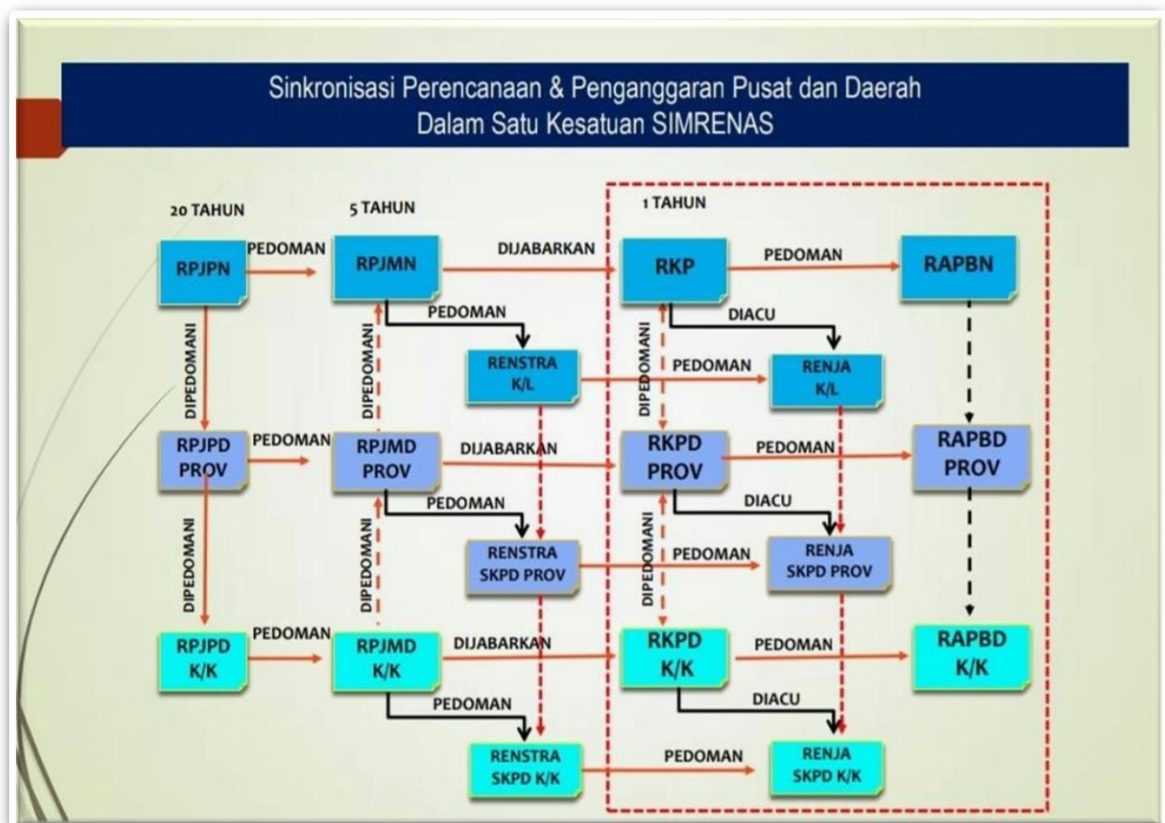 Sinkronisasi Perencanaan & Penganggaran Pusat dan Daerah
Dalam Satu Kesatuan SIMRENAS
20 TAHUN
5 TAHUN
1 TAHUN
RPJPN
PEDOMAN
RPJMN
DIJABARKAN
RKP
PEDOMAN
RAPBN
DIPEDOMANI
DIPEDOMANI
PEDOMAN
DIPEDOMANI
DIACU
RENSTRA
K/L
PEDOMAN
RENJA
K/L
RPJPD
PROV
PEDOMAN
RPJMD
PROV
DIJABARKAN
RKPD
PROV
PEDOMAN
RAPBD
PROV
DIPEDOMANI
DIPEDOMANI
PEDOMAN
DIPEDOMANI
DIACU
RENSTRA
SKPD PROV
PEDOMAN
RENJA
SKPD PROV
RPJPD
K/K
PEDOMAN
RPJMD
K/K
DIJABARKAN
RKPD
K/K
PEDOMAN
RAPBD
K/K
PEDOMAN
DIACU
RENSTRA
SKPD K/K
PEDOMAN
RENJA
SKPD K/K